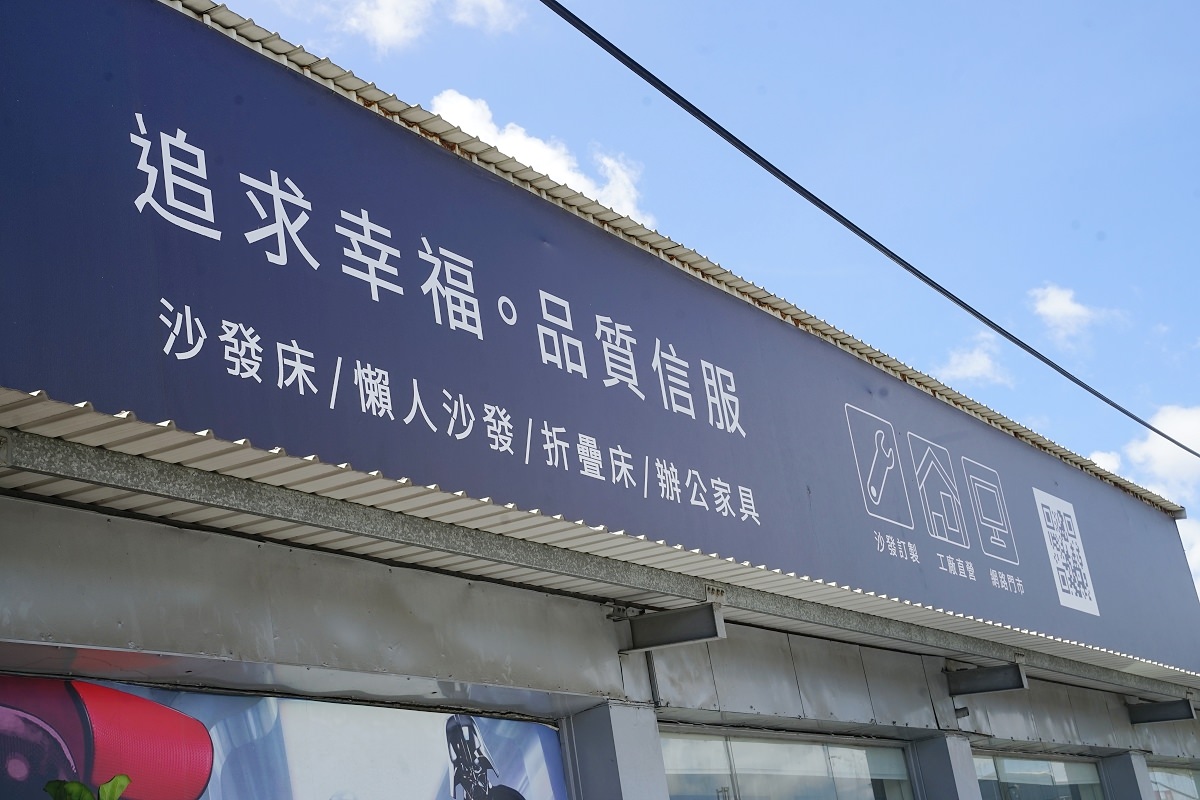 追求幸福。品質信服
沙發床/懶人沙發/折疊床/辦公家具
沙發訂製 工廠直營 網路門市